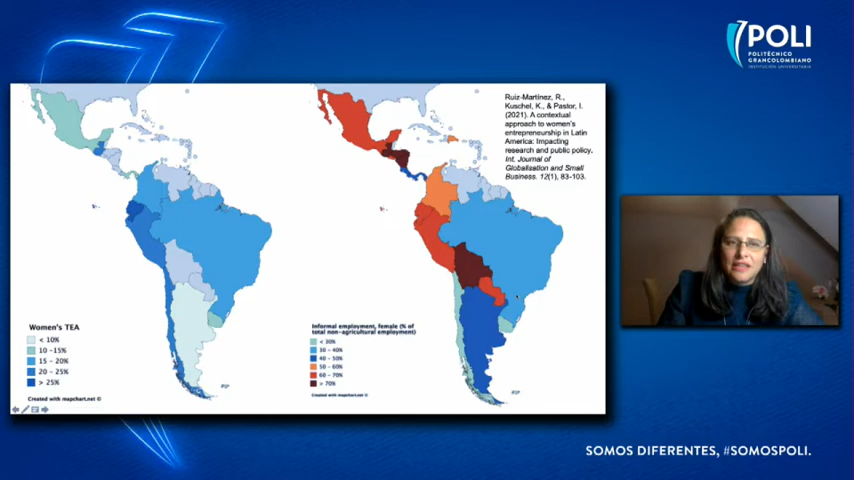 POLI
POLITÉCNICO
GRANCOLOMBIANO
INSTITUCIÓN UNIVERSITARIA
Ruiz-Martínez, R.,
Kuschel, K., & Pastor, I.
(2021). A contextual
approach to women's
entrepreneurship in Latin
America: Impacting
research and public policy.
Int. Journal of
Globalisation and Small
Business. 12(1), 83-103.
Women's TEA
< 10%
10 -15%
15 - 20%
20 - 25%
> 25%
Created with mapchart.net ©
Informal employment, female (% of
total non-agricultural employment)
< 30%
30 - 40%
40 - 50%
50 - 60%
60 - 70%
> 70%
Created with mapchart.net ©
SOMOS DIFERENTES, #SOMOSPOLI.